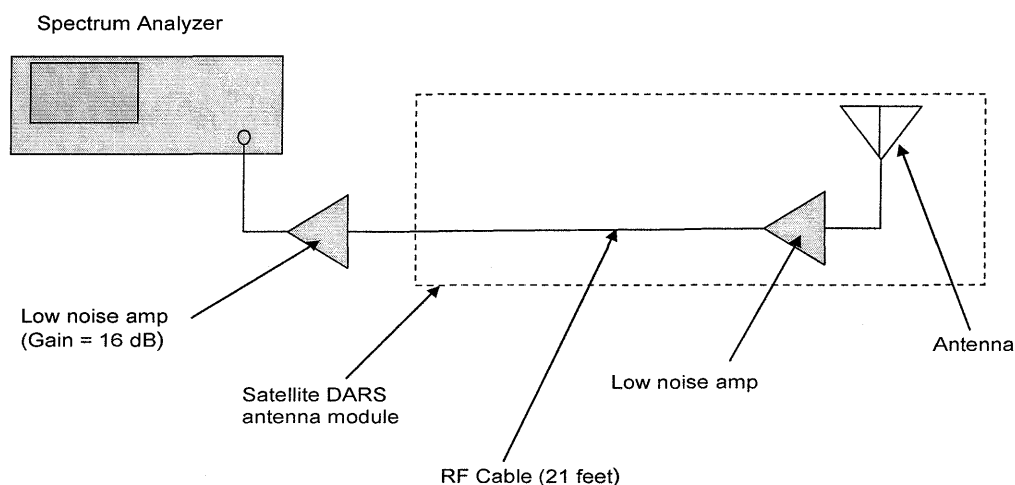 Spectrum Analyzer
Low noise amp
(Gain = 16 dB)
Satellite DARS
antenna module
RF Cable (21 feet)
Low noise amp
Antenna